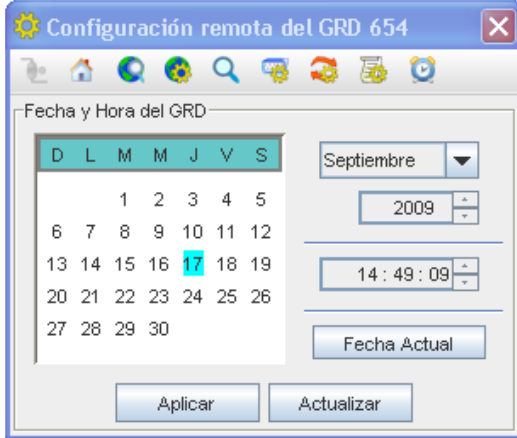 Configuración remota del GRD 654
Fecha y Hora del GRD
D L M M J V S
1 2 3 4 5
6 7 8 9 10 11 12
13 14 15 16 17 18 19
20 21 22 23 24 25 26
27 28 29 30
Septiembre
2009
14 : 49 : 09
Fecha Actual
Aplicar Actualizar